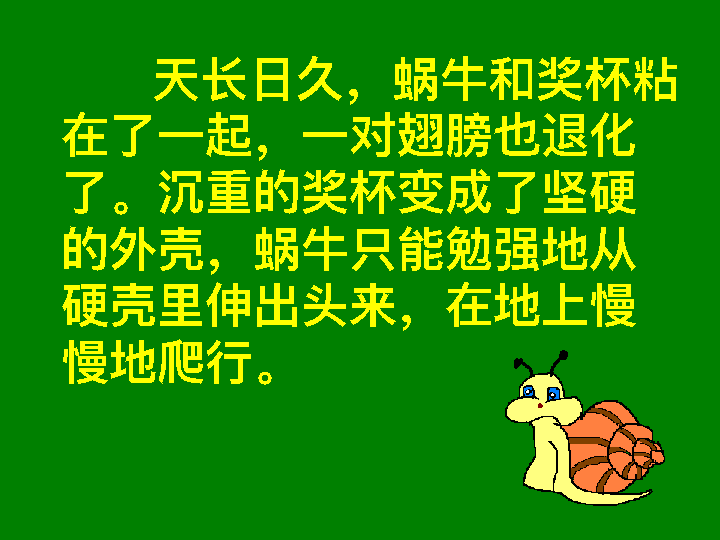 天长日久，蜗牛和奖杯粘
在了一起，一对翅膀也退化
了。沉重的奖杯变成了坚硬
的外壳，蜗牛只能勉强地从
硬壳里伸出头来，在地上慢
慢地爬行。